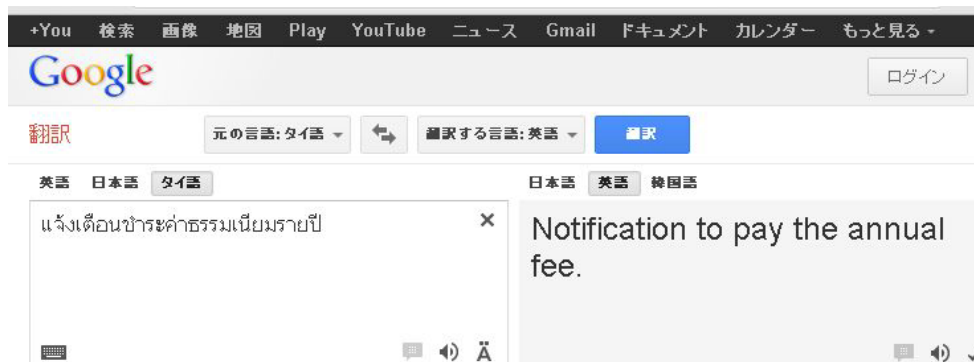 +You 検索 画像 地図 Play YouTube ニュース Gmail ドキュメント カレンダー もっと見る
Google ログイン
翻訳 元の言語: タイ語 翻訳する言語: 英語 翻訳
英語 日本語 タイ語 日本語 英語 韓国語
แจ้งเตือนชำระค่าธรรมเนียมรายปี
Notification to pay the annual
fee.
Ä